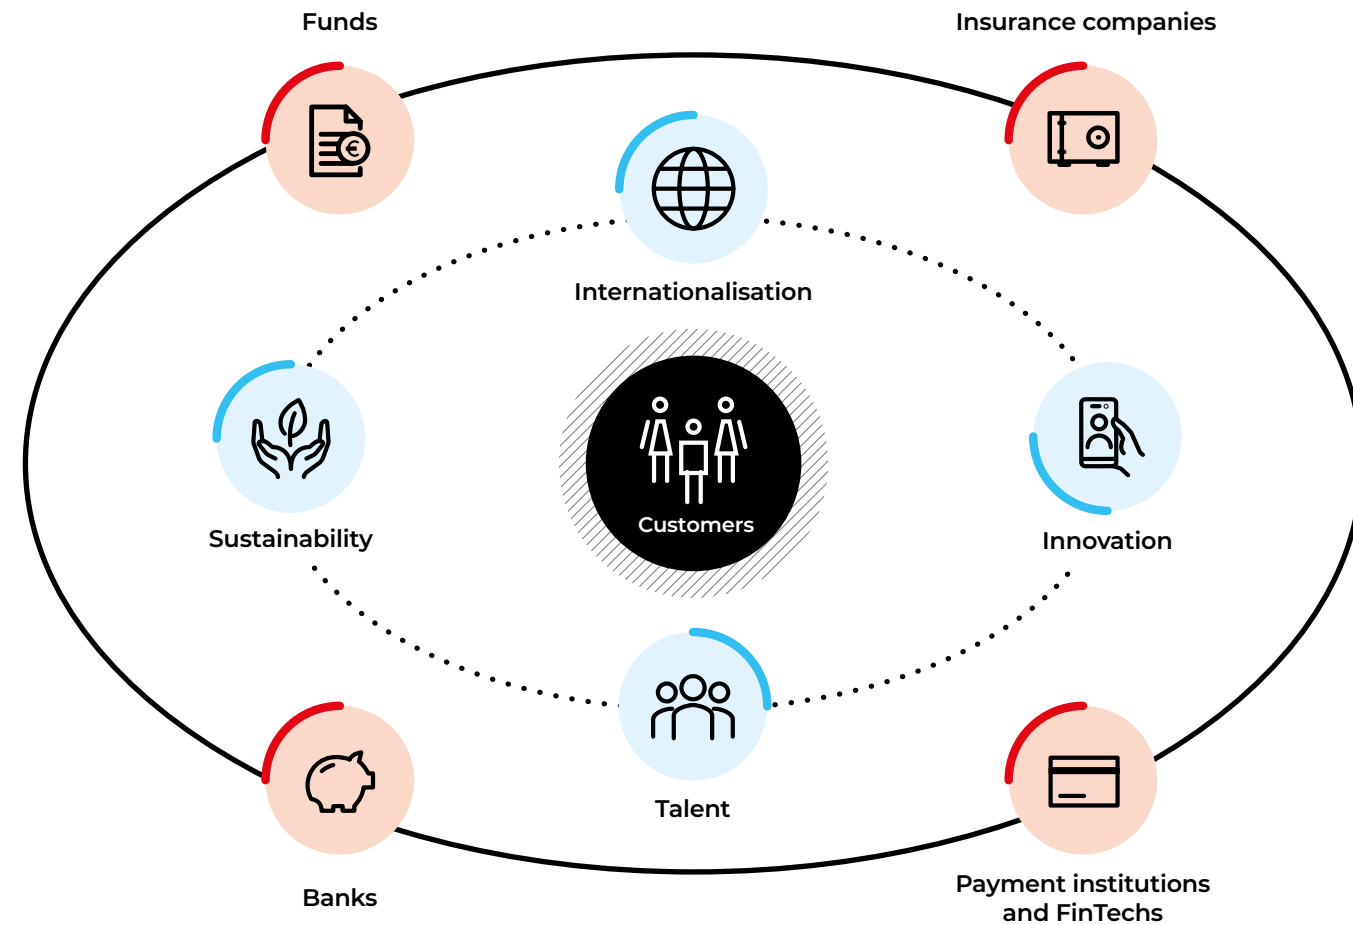 Funds
Insurance companies
Internationalisation
Customers
Sustainability
Innovation
Talent
Banks
Payment institutions
and FinTechs